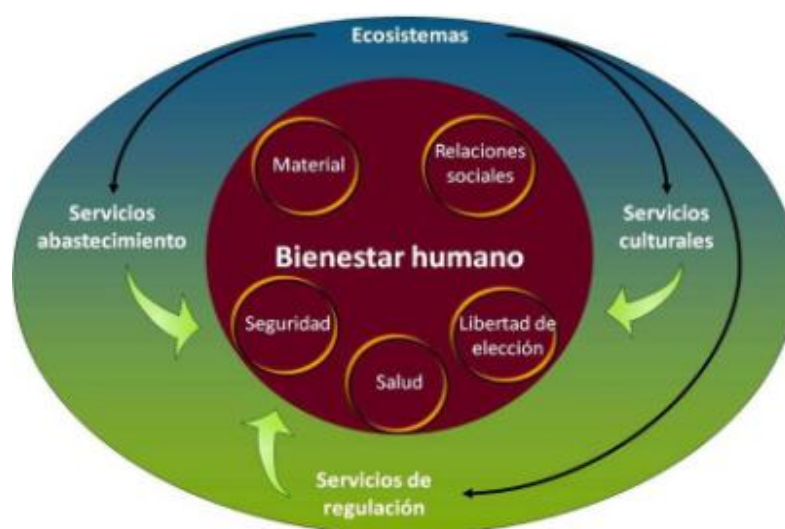 Ecosistemas
Material
Relaciones
sociales
Servicios
abastecimiento
Servicios
culturales
Bienestar humano
Seguridad
Libertad de
elección
Salud
Servicios de
regulación